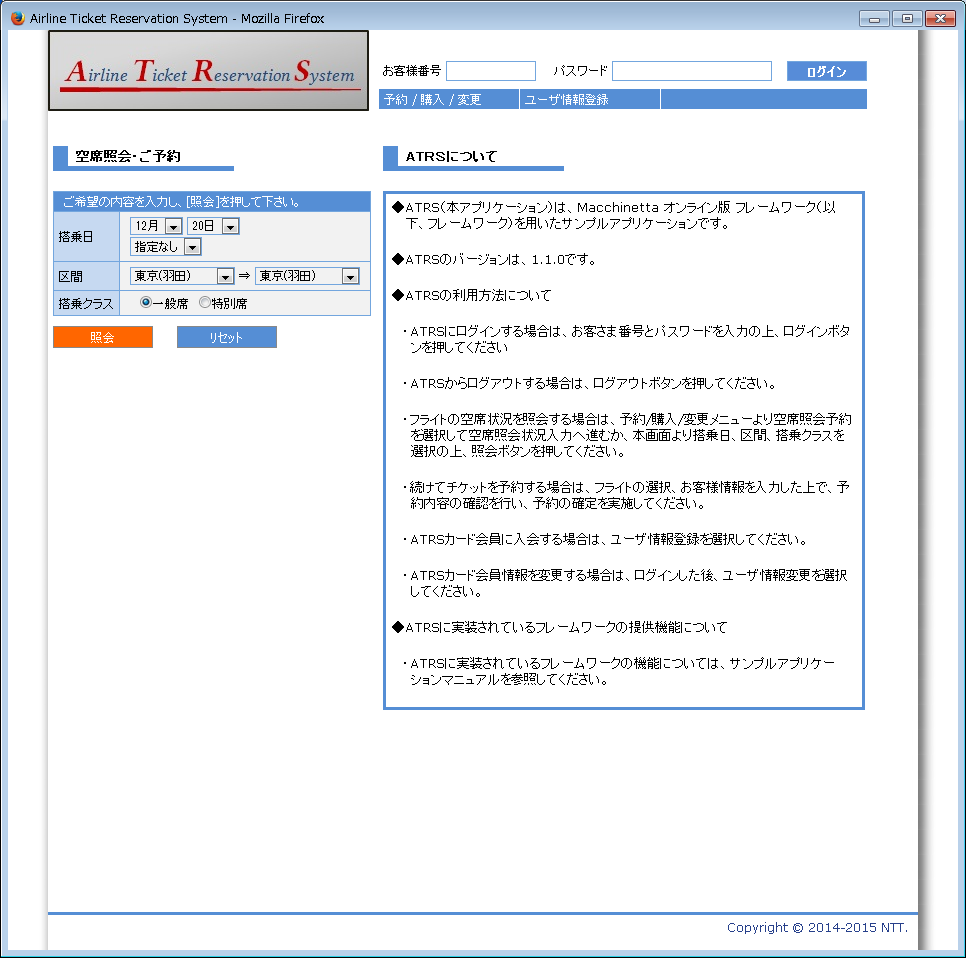 Airline Ticket Reservation System - Mozilla Firefox
Airline Ticket Reservation System
お客様番号 パスワード ログイン
予約 / 購入 / 変更 ユーザ情報登録
空席照会・ご予約
ご希望の内容を入力し、[照会]を押して下さい。
搭乗日 12月 20日
指定なし
区間 東京(羽田) ⇒ 東京(羽田)
搭乗クラス 一般席 特別席
照会 リセット
ATRSについて
◆ATRS(本アプリケーション)は、Macchinetta オンライン版 フレームワーク(以
下、フレームワーク)を用いたサンプルアプリケーションです。
◆ATRSのバージョンは、1.1.0です。
◆ATRSの利用方法について
・ATRSにログインする場合は、お客さま番号とパスワードを入力の上、ログインボタ
ンを押してください
・ATRSからログアウトする場合は、ログアウトボタンを押してください。
・フライトの空席状況を照会する場合は、予約/購入/変更メニューより空席照会予約
を選択して空席照会状況入力へ進むか、本画面より搭乗日、区間、搭乗クラスを
選択の上、照会ボタンを押してください。
・続けてチケットを予約する場合は、フライトの選択、お客様情報を入力した上で、予
約内容の確認を行い、予約の確定を実施してください。
・ATRSカード会員に入会する場合は、ユーザ情報登録を選択してください。
・ATRSカード会員情報を変更する場合は、ログインした後、ユーザ情報変更を選択
してください。
◆ATRSに実装されているフレームワークの提供機能について
・ATRSに実装されているフレームワークの機能については、サンプルアプリケー
ションマニュアルを参照してください。
Copyright © 2014-2015 NTT.